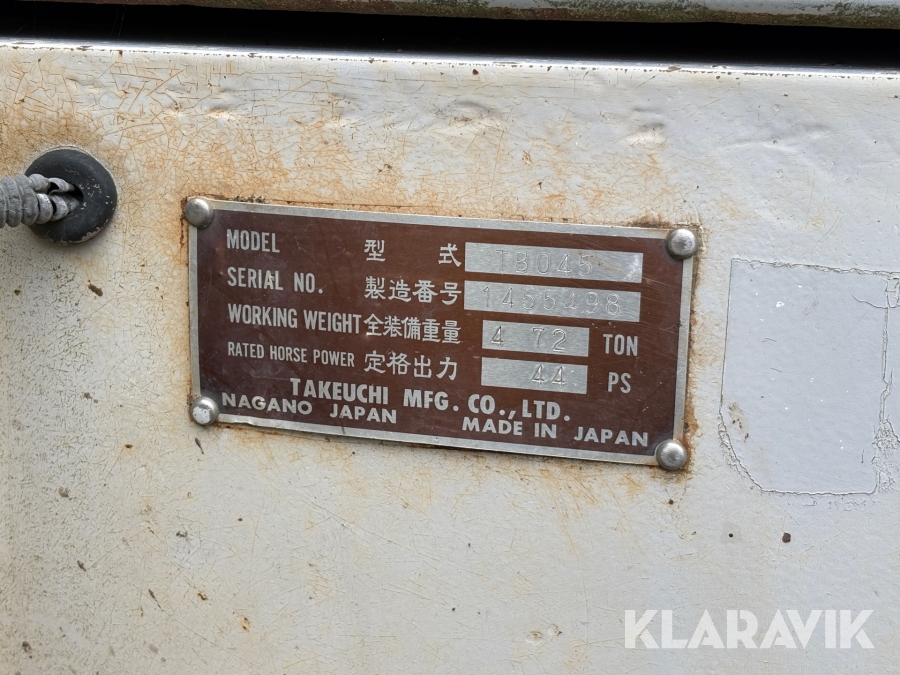 MODEL 型式 TB045
SERIAL NO. 製造番号 1455498
WORKING WEIGHT 全装備重量 4 72 TON
RATED HORSE POWER 定格出力 44 PS
TAKEUCHI MFG. CO., LTD.
NAGANO JAPAN MADE IN JAPAN
KLARAVIK